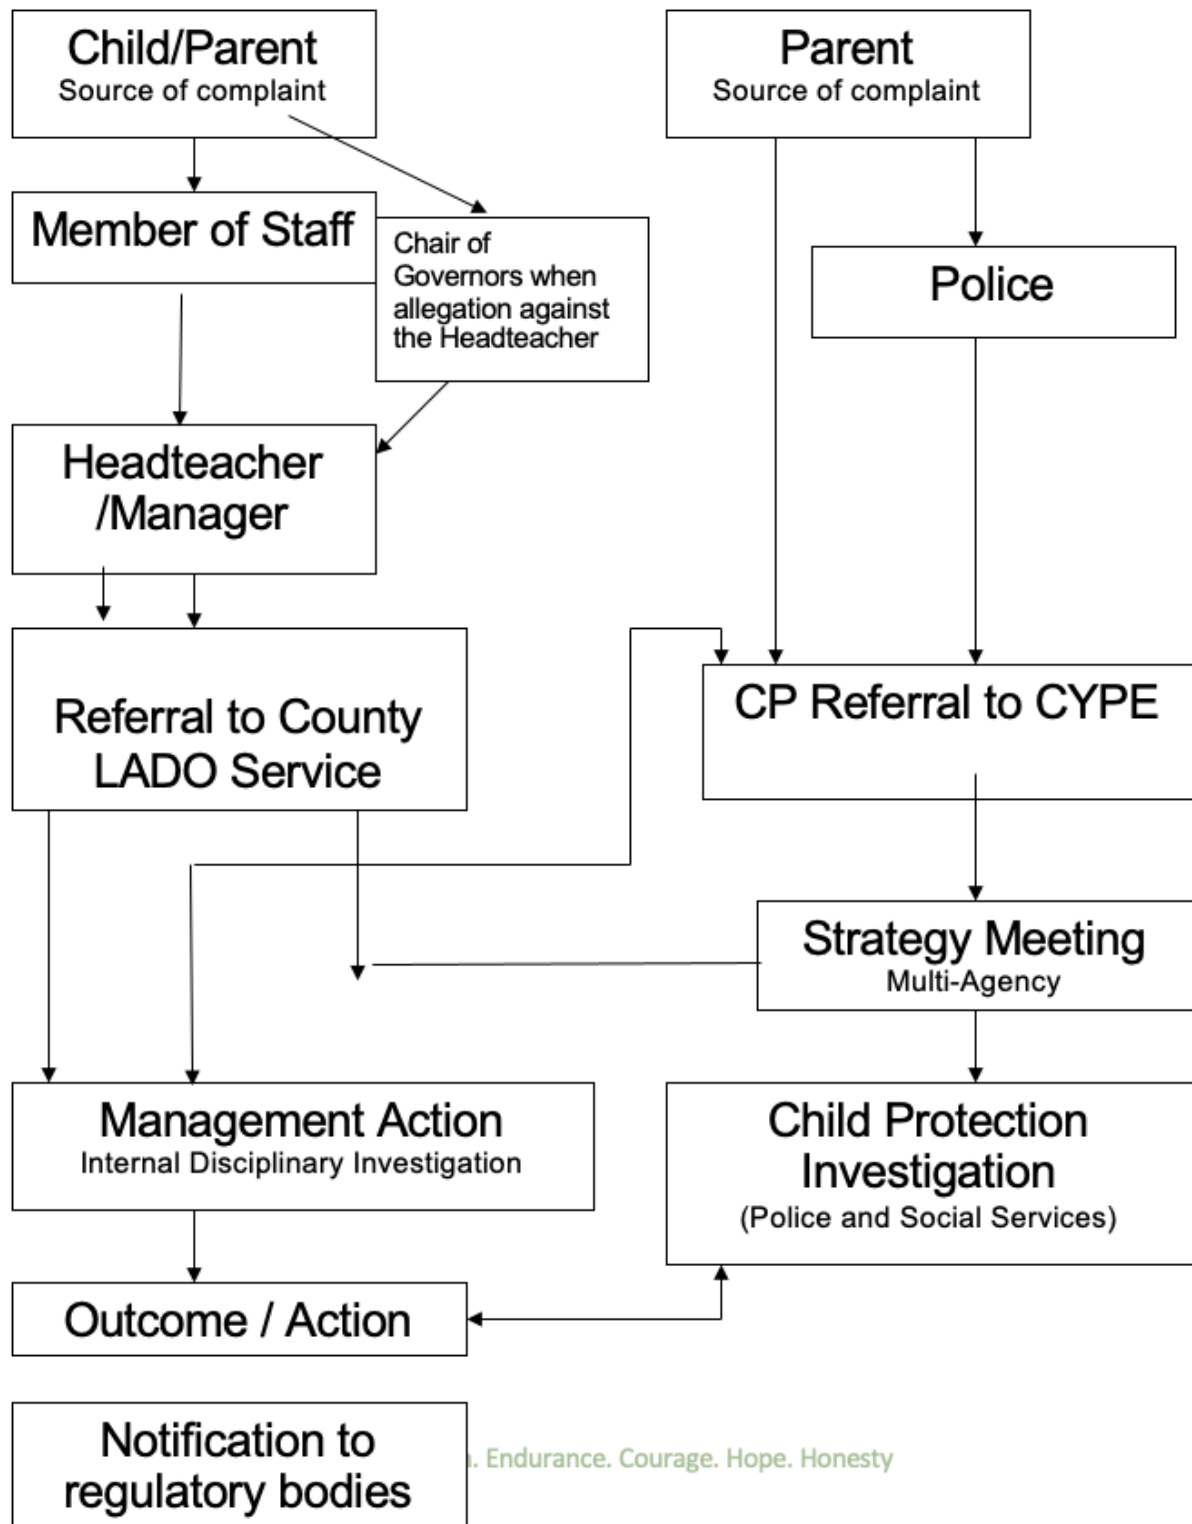 Child/Parent
Source of complaint
Parent
Source of complaint
Member of Staff
Chair of
Governors when
allegation against
the Headteacher
Police
Headteacher
/Manager
Referral to County
LADO Service
CP Referral to CYPE
Strategy Meeting
Multi-Agency
Management Action
Internal Disciplinary Investigation
Child Protection
Investigation
(Police and Social Services)
Outcome / Action
Notification to
regulatory bodies
. Endurance. Courage. Hope. Honesty